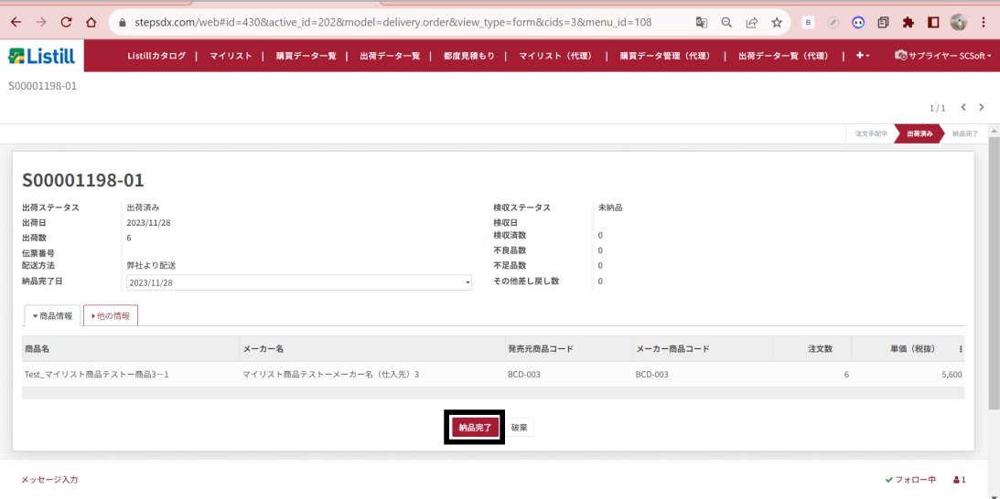 stepsdx.com/web#id=430&active_id=202&model=delivery.order&view_type=form&cids=3&menu_id=108
Listill
Listillカタログ | マイリスト | 購買データ一覧 | 出荷データ一覧 | 都度見積もり | マイリスト（代理） | 購買データ管理（代理） | 出荷データ一覧（代理） | +
サプライヤー SCSoft
S00001198-01
1 / 1
注文手配中 出荷済み 納品完了
S00001198-01
出荷ステータス 出荷済み
出荷日 2023/11/28
出荷数 6
伝票番号
配送方法 弊社より配送
納品完了日 2023/11/28
検収ステータス 未納品
検収日
検収済数 0
不良品数 0
不足品数 0
その他差し戻し数 0
商品情報 他の情報
商品名 メーカー名 発売元商品コード メーカー商品コード 注文数 単価（税抜）
Test_マイリスト商品テストー商品3－1 マイリスト商品テストーメーカー名（仕入先）3 BCD-003 BCD-003 6 5,600
納品完了 破棄
メッセージ入力
フォロー中 1